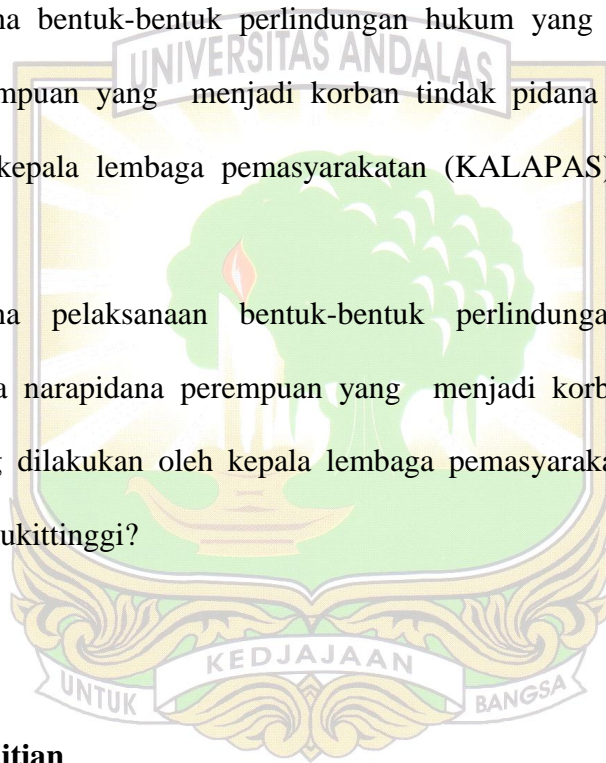 na bentuk-bentuk perlindungan hukum yang
UNIVERSITAS ANDALAS
mpuan yang menjadi korban tindak pidana
kepala lembaga pemasyarakatan (KALAPAS)
na pelaksanaan bentuk-bentuk perlindunga
a narapidana perempuan yang menjadi korb
dilakukan oleh kepala lembaga pemasyaraka
ukittinggi?
KEDJAJAAN
UNTUK
BANGSA
itian